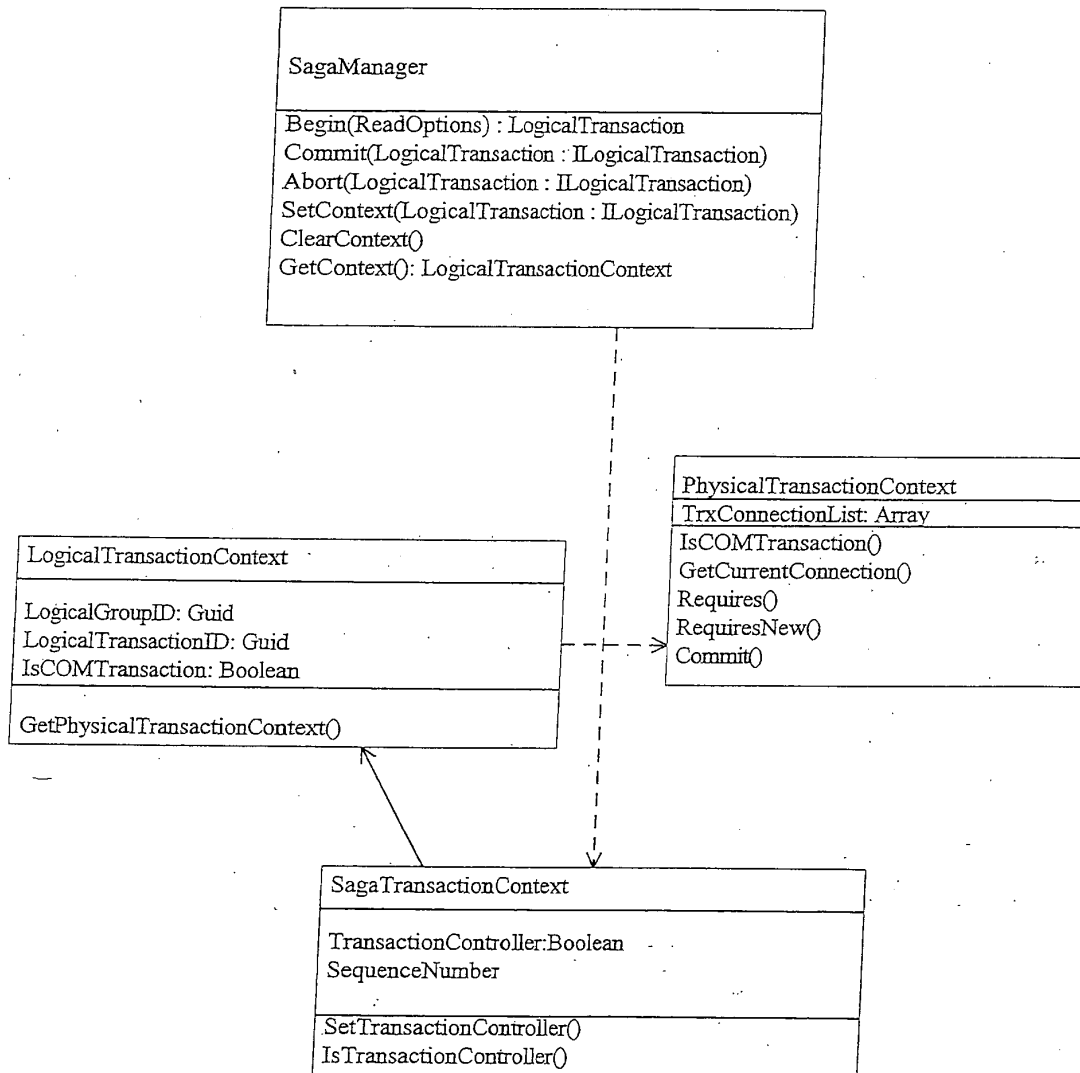 SagaManager
Begin(ReadOptions) : LogicalTransaction
Commit(LogicalTransaction : ILogicalTransaction)
Abort(LogicalTransaction : ILogicalTransaction)
SetContext(LogicalTransaction : ILogicalTransaction)
ClearContext()
GetContext(): LogicalTransactionContext
PhysicalTransactionContext
TrxConnectionList: Array
IsCOMTransaction()
GetCurrentConnection()
Requires()
RequiresNew()
Commit()
LogicalTransactionContext
LogicalGroupID: Guid
LogicalTransactionID: Guid
IsCOMTransaction: Boolean
GetPhysicalTransactionContext()
SagaTransactionContext
TransactionController:Boolean
SequenceNumber
SetTransactionController()
IsTransactionController()